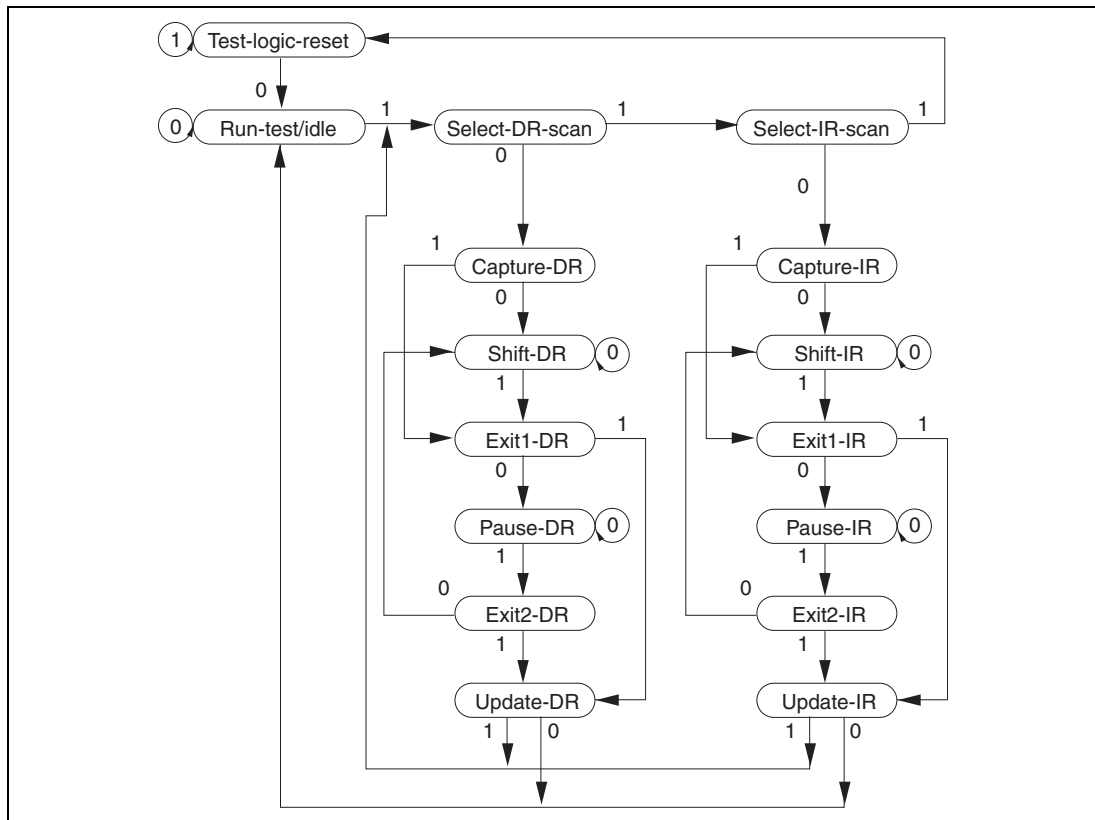 1 Test-logic-reset
0
0 Run-test/idle 1 Select-DR-scan 1 Select-IR-scan 1
0 0
1 1
Capture-DR Capture-IR
0 0
Shift-DR 0 Shift-IR 0
1 1
Exit1-DR 1 Exit1-IR 1
0 0
Pause-DR 0 Pause-IR 0
1 1
0 0
Exit2-DR Exit2-IR
1 1
Update-DR Update-IR
1 0 1 0